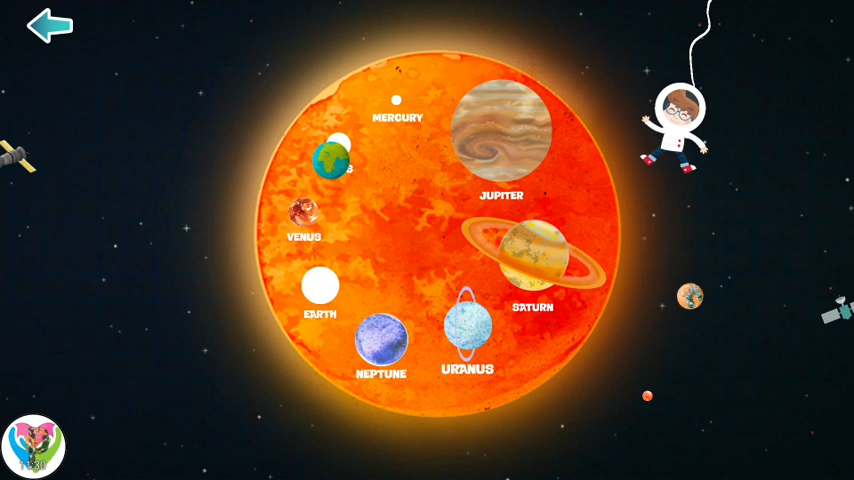 MERCURY
JUPITER
S
VENUS
EARTH
SATURN
NEPTUNE
URANUS